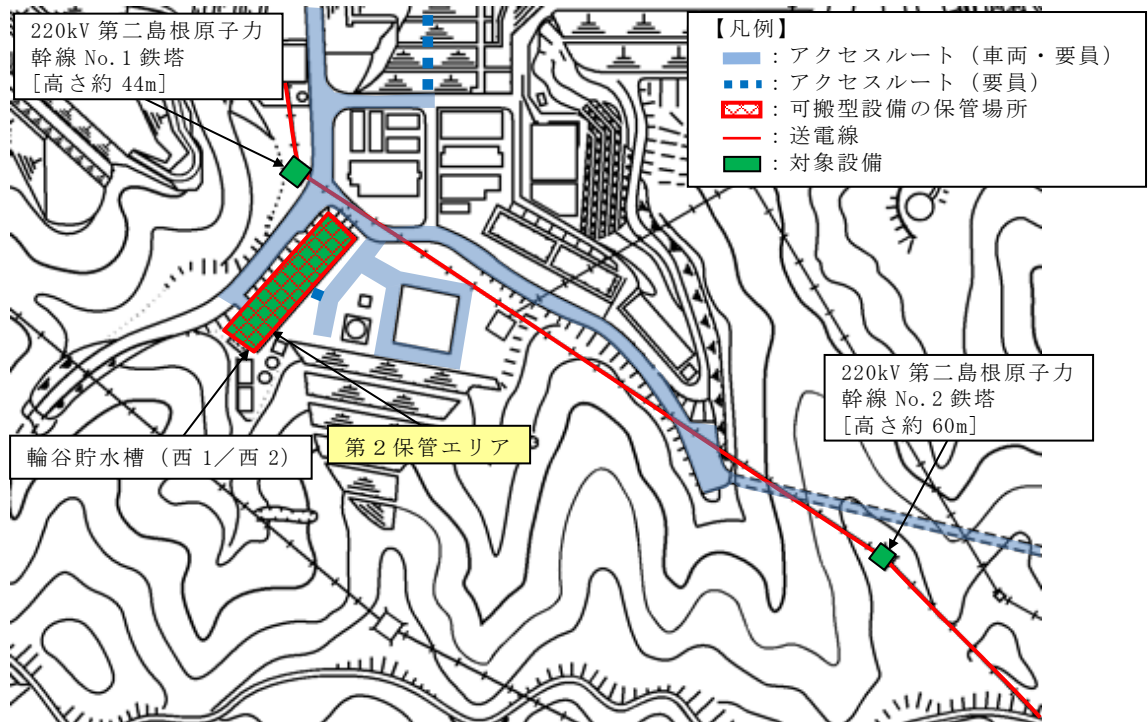 220kV 第二島根原子力
幹線 No.1 鉄塔
[高さ約 44m]
【凡例】
：アクセスルート（車両・要員）
：アクセスルート（要員）
：可搬型設備の保管場所
：送電線
：対象設備
220kV 第二島根原子力
幹線 No.2 鉄塔
[高さ約 60m]
輪谷貯水槽（西 1／西 2）
第２保管エリア